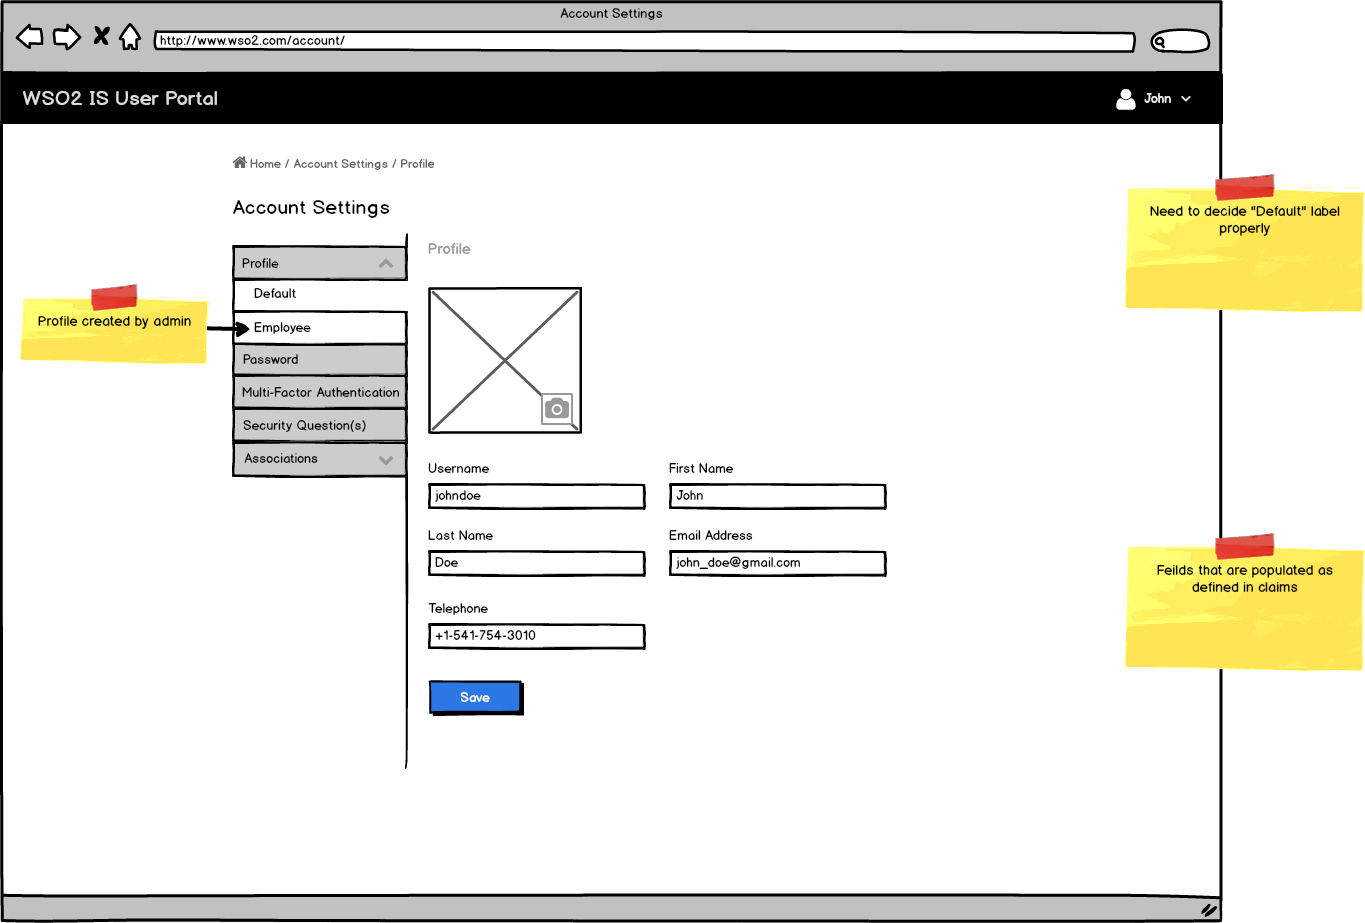 Account Settings
http://www.wso2.com/account/
WSO2 IS User Portal
John
Home / Account Settings / Profile
Account Settings
Need to decide "Default" label
properly
Profile
Default
Employee
Password
Multi-Factor Authentication
Security Question(s)
Associations
Profile created by admin
Profile
Username
First Name
johndoe
John
Last Name
Email Address
Doe
john_doe@gmail.com
Telephone
+1-541-754-3010
Save
Feilds that are populated as
defined in claims